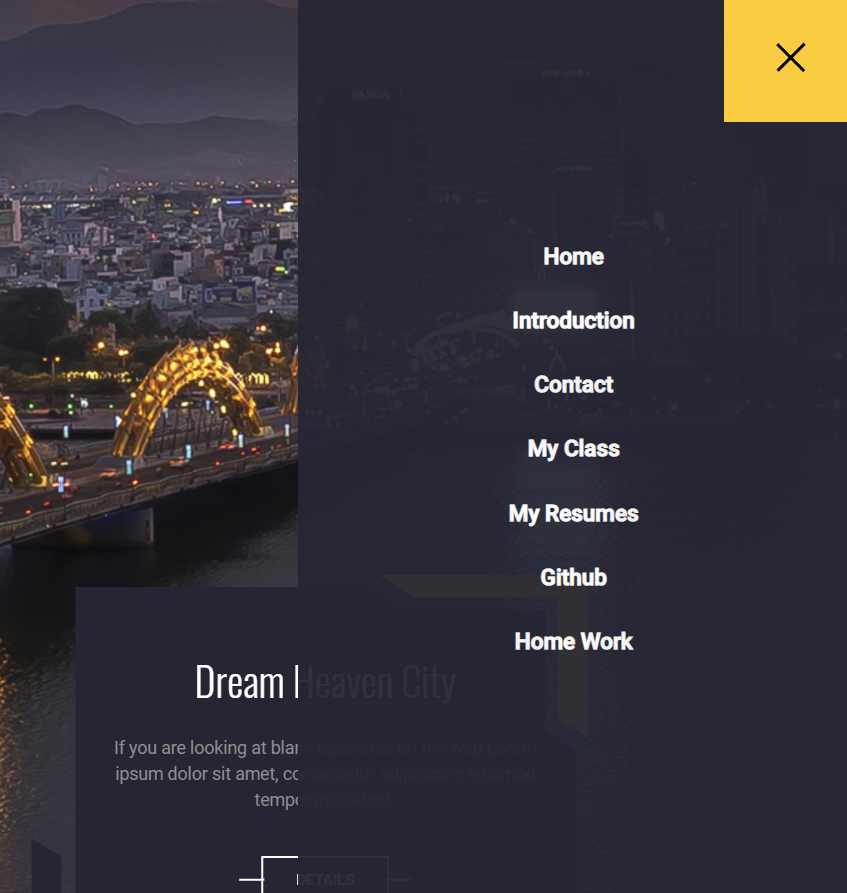 VANDA
Home
Introduction
Contact
My Class
My Resumes
Github
Home Work
Dream Heaven City
If you are looking at blank cassettes on the web Lorem
ipsum dolor sit amet, consectetur adipisicing eiusmod
tempor incididunt
DETAILS